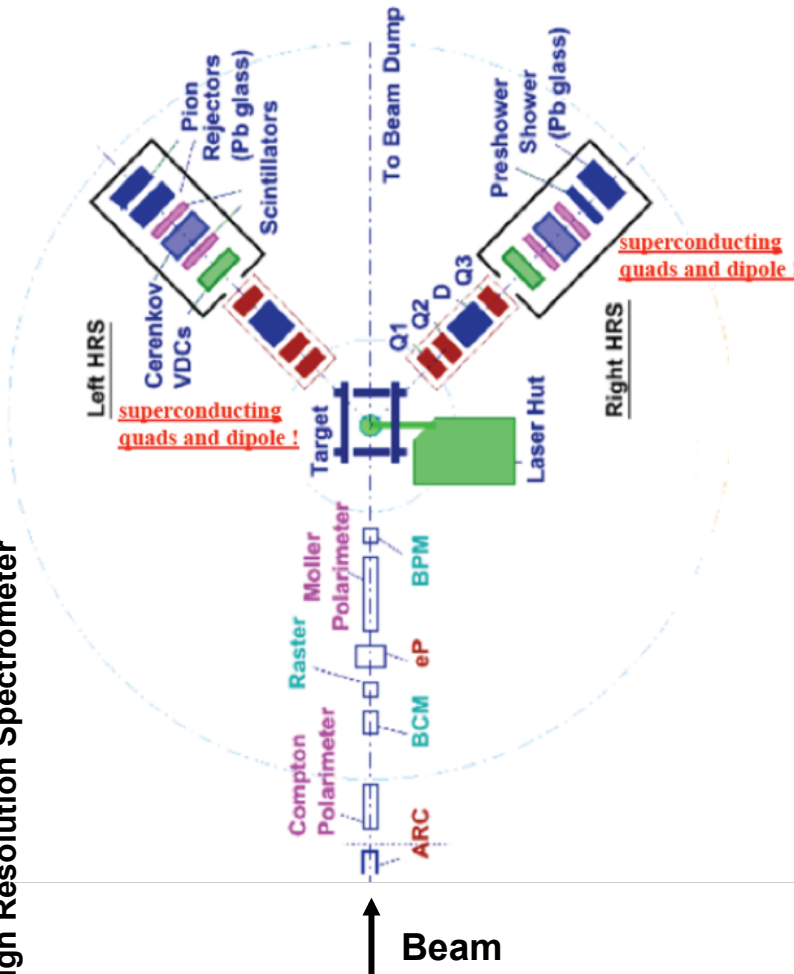 To Beam Dump
Pion
Rejectors
(Pb glass)
Scintillators
Preshower
Shower
(Pb glass)
Cerenkov
VDCs
Left HRS
superconducting
quads and dipole !
Q1
Q2
D
Q3
superconducting
quads and dipole !
Right HRS
Target
Laser Hut
Moller
Polarimeter
BPM
Raster
eP
BCM
Compton
Polarimeter
ARC
Resolution Spectrometer
Beam